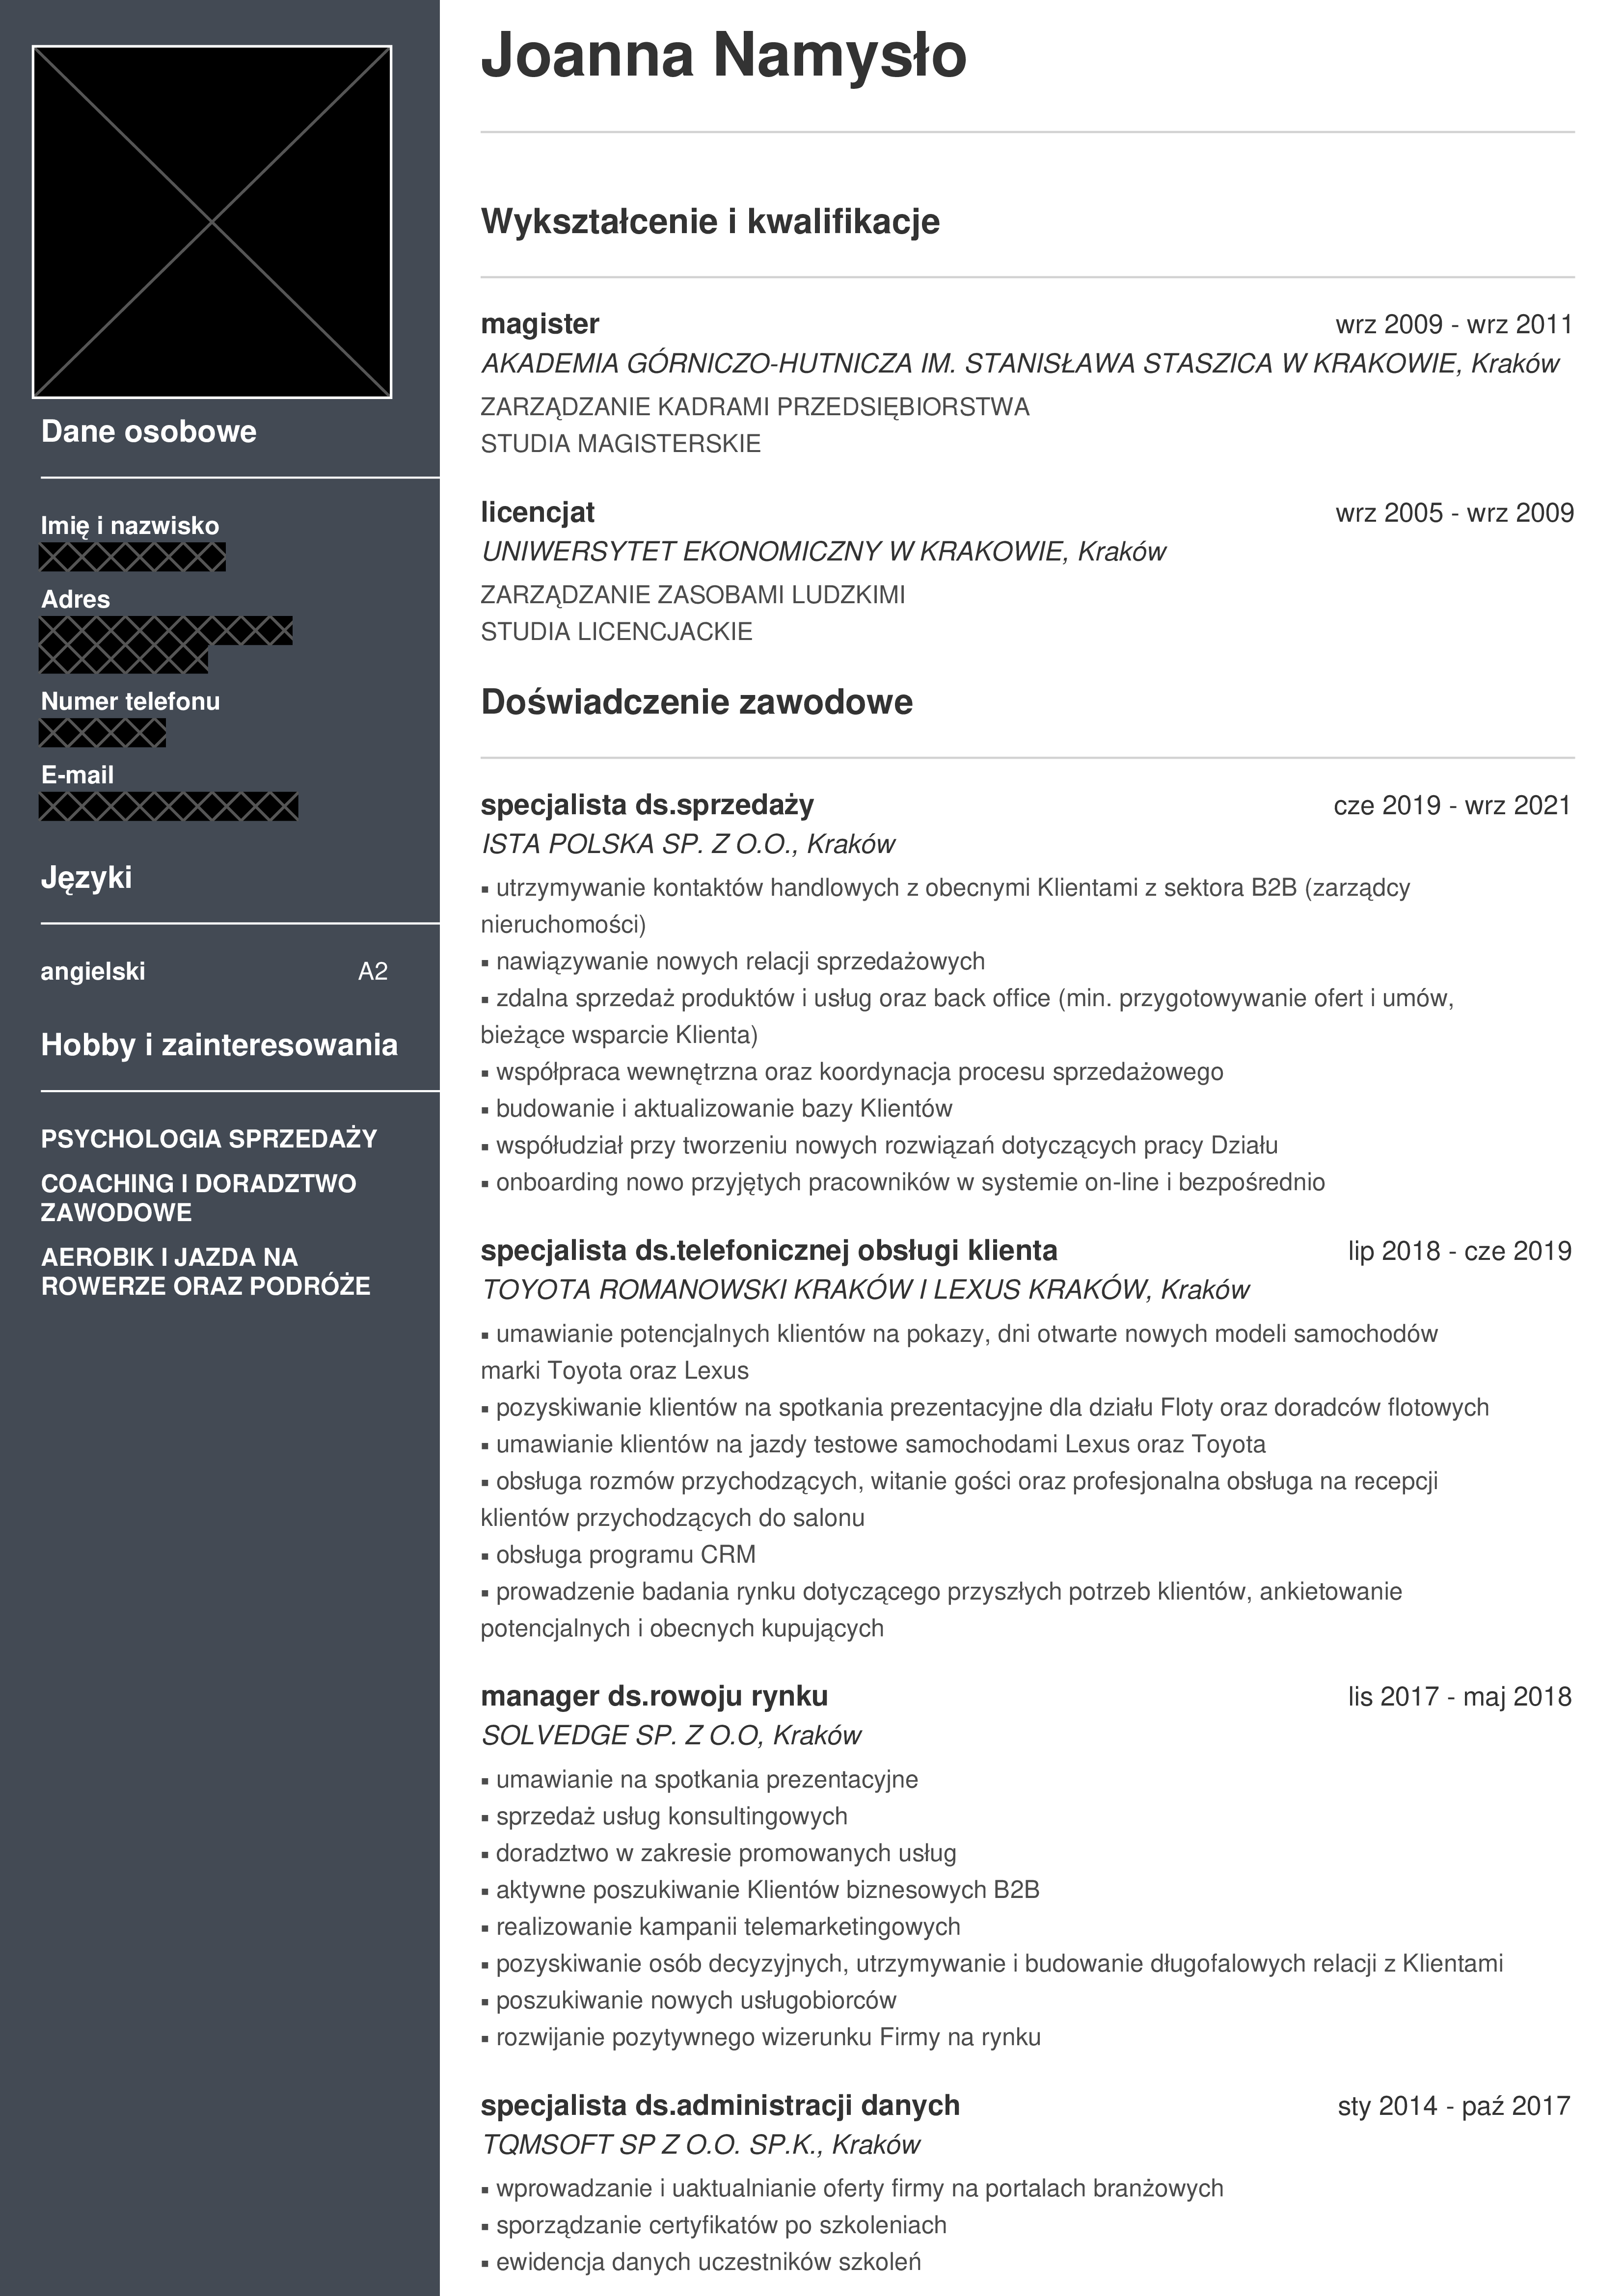 Joanna Namysło
Dane osobowe
Imię i nazwisko
Adres
Numer telefonu
E-mail
Języki
angielski A2
Hobby i zainteresowania
PSYCHOLOGIA SPRZEDAŻY
COACHING I DORADZTWO
ZAWODOWE
AEROBIK I JAZDA NA
ROWERZE ORAZ PODRÓŻE
Wykształcenie i kwalifikacje
magister wrz 2009 - wrz 2011
AKADEMIA GÓRNICZO-HUTNICZA IM. STANISŁAWA STASZICA W KRAKOWIE, Kraków
ZARZĄDZANIE KADRAMI PRZEDSIĘBIORSTWA
STUDIA MAGISTERSKIE
licencjat wrz 2005 - wrz 2009
UNIWERSYTET EKONOMICZNY W KRAKOWIE, Kraków
ZARZĄDZANIE ZASOBAMI LUDZKIMI
STUDIA LICENCJACKIE
Doświadczenie zawodowe
specjalista ds.sprzedaży cze 2019 - wrz 2021
ISTA POLSKA SP. Z O.O., Kraków
▪ utrzymywanie kontaktów handlowych z obecnymi Klientami z sektora B2B (zarządcy
nieruchomości)
▪ nawiązywanie nowych relacji sprzedażowych
▪ zdalna sprzedaż produktów i usług oraz back office (min. przygotowywanie ofert i umów,
bieżące wsparcie Klienta)
▪ współpraca wewnętrzna oraz koordynacja procesu sprzedażowego
▪ budowanie i aktualizowanie bazy Klientów
▪ współudział przy tworzeniu nowych rozwiązań dotyczących pracy Działu
▪ onboarding nowo przyjętych pracowników w systemie on-line i bezpośrednio
specjalista ds.telefonicznej obsługi klienta lip 2018 - cze 2019
TOYOTA ROMANOWSKI KRAKÓW I LEXUS KRAKÓW, Kraków
▪ umawianie potencjalnych klientów na pokazy, dni otwarte nowych modeli samochodów
marki Toyota oraz Lexus
▪ pozyskiwanie klientów na spotkania prezentacyjne dla działu Floty oraz doradców flotowych
▪ umawianie klientów na jazdy testowe samochodami Lexus oraz Toyota
▪ obsługa rozmów przychodzących, witanie gości oraz profesjonalna obsługa na recepcji
klientów przychodzących do salonu
▪ obsługa programu CRM
▪ prowadzenie badania rynku dotyczącego przyszłych potrzeb klientów, ankietowanie
potencjalnych i obecnych kupujących
manager ds.rowoju rynku lis 2017 - maj 2018
SOLVEDGE SP. Z O.O, Kraków
▪ umawianie na spotkania prezentacyjne
▪ sprzedaż usług konsultingowych
▪ doradztwo w zakresie promowanych usług
▪ aktywne poszukiwanie Klientów biznesowych B2B
▪ realizowanie kampanii telemarketingowych
▪ pozyskiwanie osób decyzyjnych, utrzymywanie i budowanie długofalowych relacji z Klientami
▪ poszukiwanie nowych usługobiorców
▪ rozwijanie pozytywnego wizerunku Firmy na rynku
specjalista ds.administracji danych sty 2014 - paź 2017
TQMSOFT SP Z O.O. SP.K., Kraków
▪ wprowadzanie i uaktualnianie oferty firmy na portalach branżowych
▪ sporządzanie certyfikatów po szkoleniach
▪ ewidencja danych uczestników szkoleń